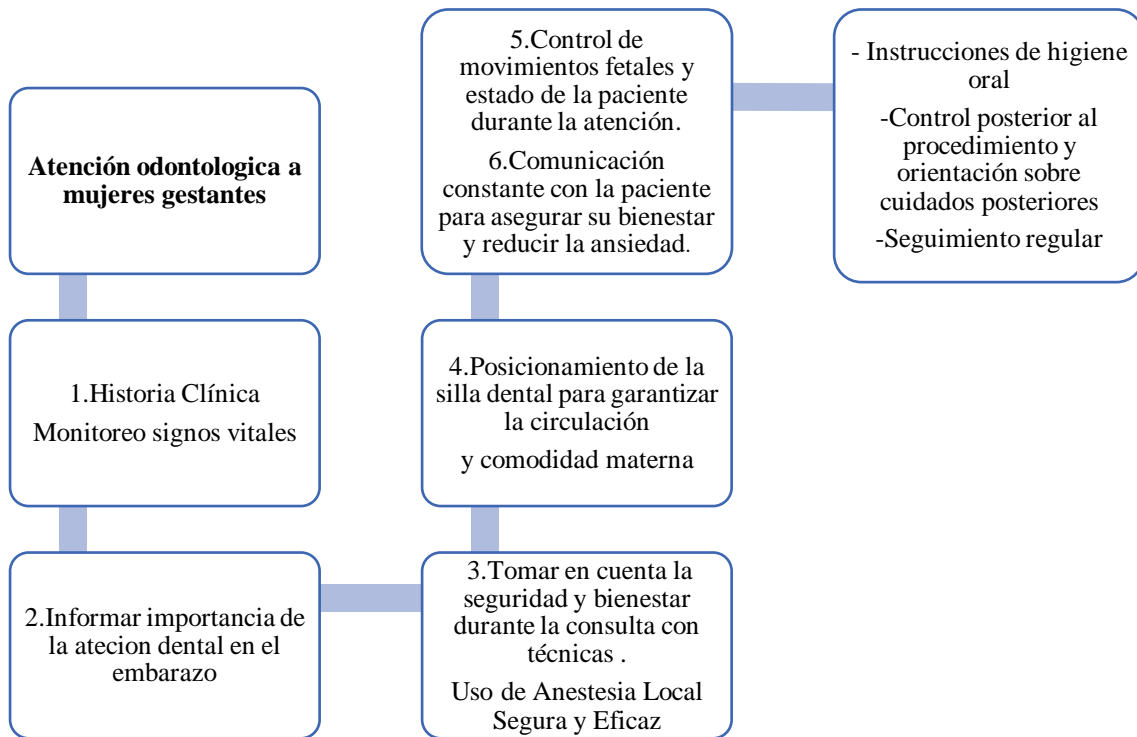 Atención odontologica a
mujeres gestantes
1.Historia Clínica
Monitoreo signos vitales
2.Informar importancia de
la atecion dental en el
embarazo
3.Tomar en cuenta la
seguridad y bienestar
durante la consulta con
técnicas .
Uso de Anestesia Local
Segura y Eficaz
4.Posicionamiento de la
silla dental para garantizar
la circulación
y comodidad materna
5.Control de
movimientos fetales y
estado de la paciente
durante la atención.
6.Comunicación
constante con la paciente
para asegurar su bienestar
y reducir la ansiedad.
- Instrucciones de higiene
oral
-Control posterior al
procedimiento y
orientación sobre
cuidados posteriores
-Seguimiento regular